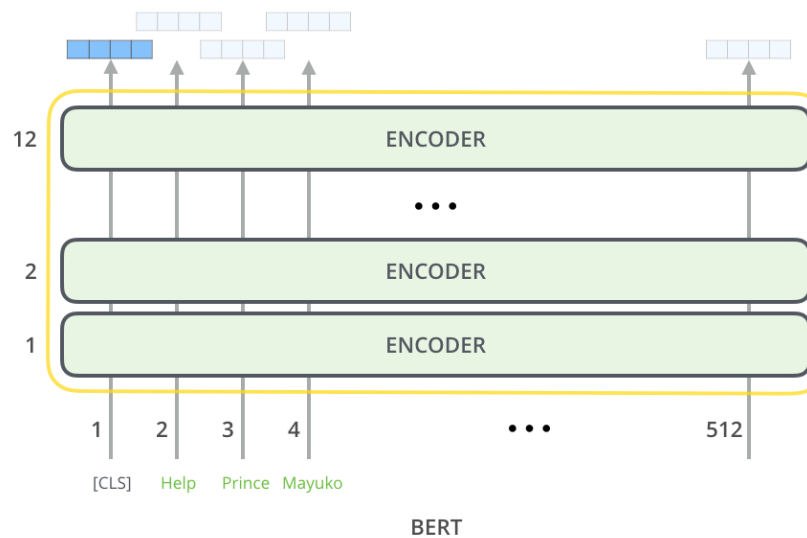 12 ENCODER
...
2 ENCODER
1 ENCODER
1 2 3 4 ... 512
[CLS] Help Prince Mayuko
BERT